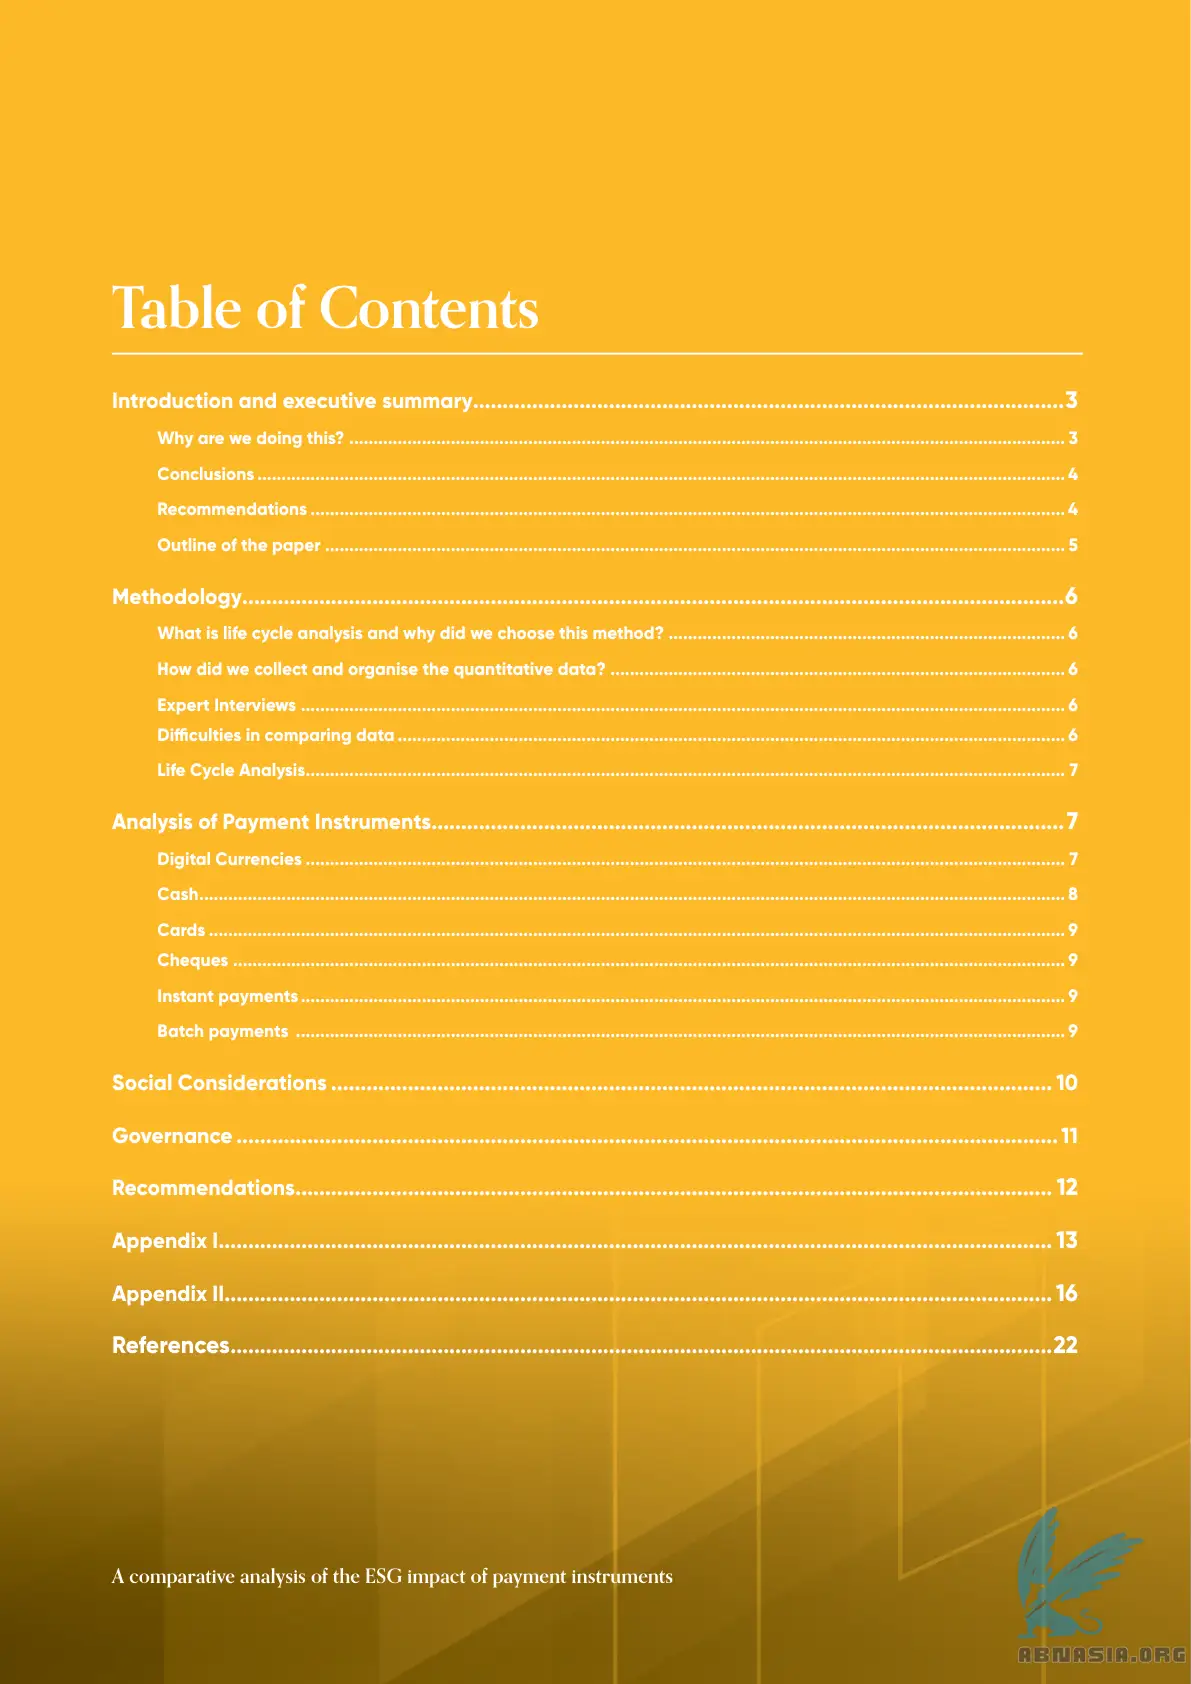 Table of Contents
Introduction and executive summary....................3
Why are we doing this? .................... 3
Conclusions .................... 4
Recommendations .................... 4
Outline of the paper .................... 5
Methodology....................6
What is life cycle analysis and why did we choose this method? .................... 6
How did we collect and organise the quantitative data? .................... 6
Expert Interviews .................... 6
Difficulties in comparing data .................... 6
Life Cycle Analysis.................... 7
Analysis of Payment Instruments....................7
Digital Currencies .................... 7
Cash.................... 8
Cards .................... 9
Cheques .................... 9
Instant payments .................... 9
Batch payments .................... 9
Social Considerations .................... 10
Governance .................... 11
Recommendations.................... 12
Appendix I.................... 13
Appendix II.................... 16
References....................22
A comparative analysis of the ESG impact of payment instruments
ABNASIA.ORG